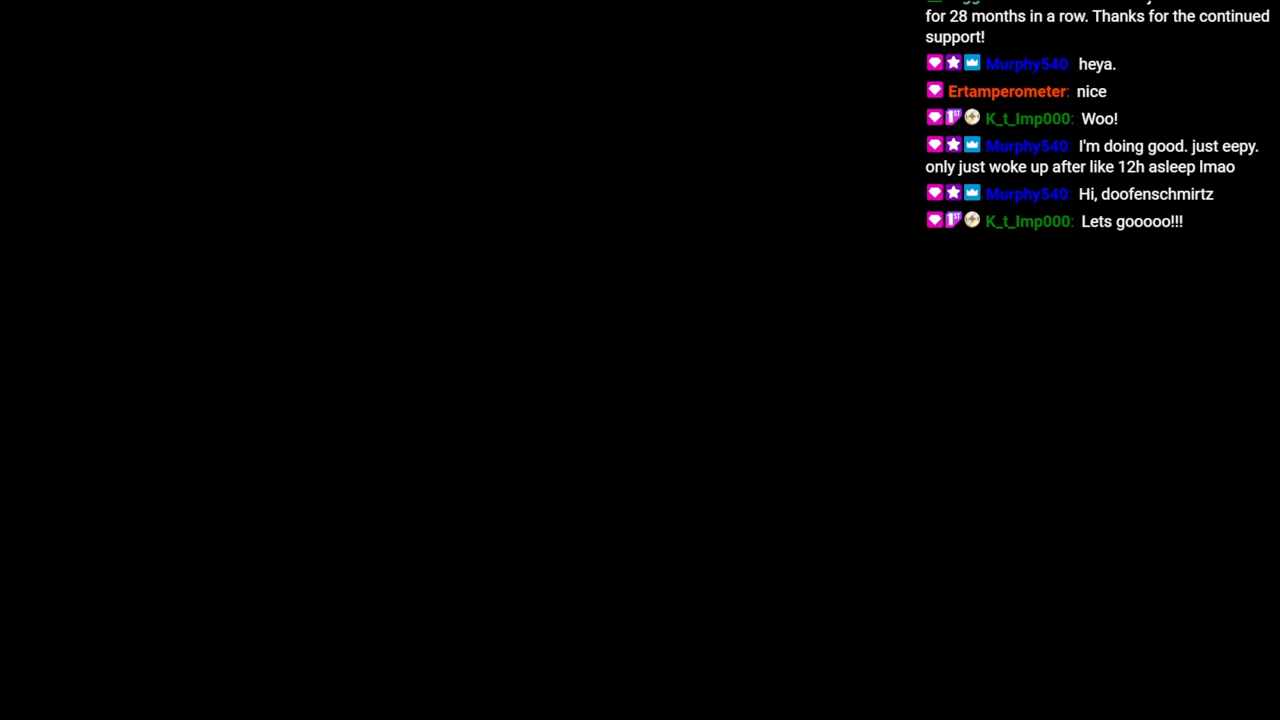 for 28 months in a row. Thanks for the continued
support!
Murphy540: heya.
Ertamperometer: nice
K_t_Imp000: Woo!
Murphy540: I'm doing good. just eepy.
only just woke up after like 12h asleep lmao
Murphy540: Hi, doofenschmirtz
K_t_Imp000: Lets gooooo!!!